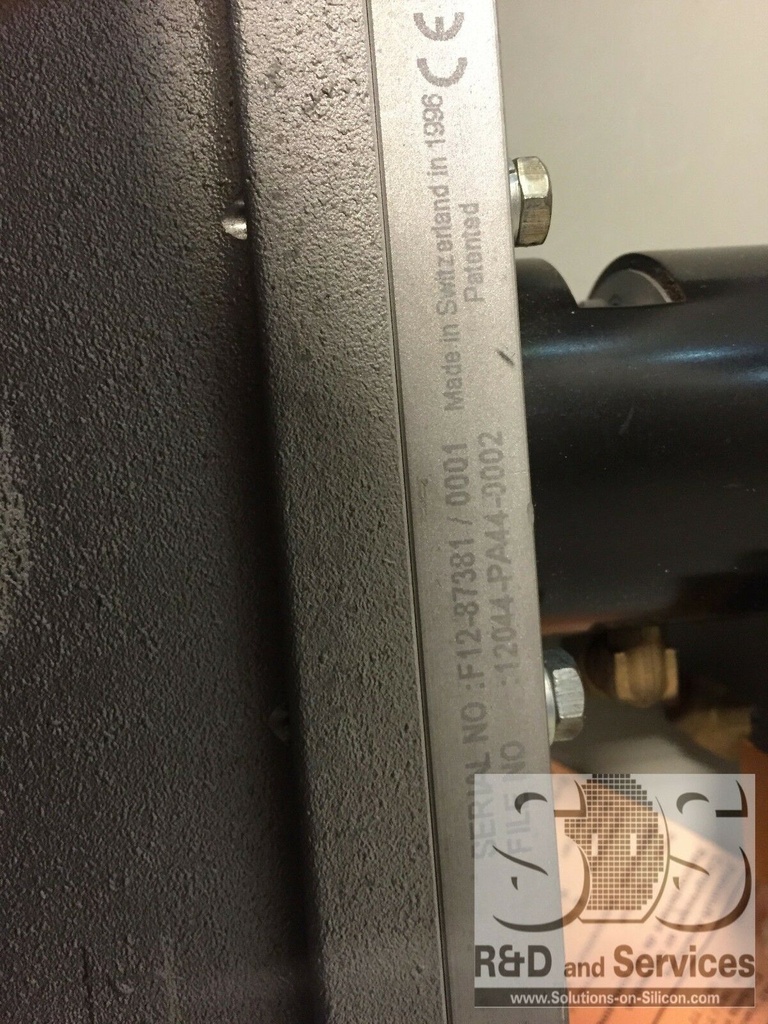 SERIAL NO :F12-87381 / 0001 Made in Switzerland in 1996 CE
FILE NO :12044-PA44-0002 Patented
SDS
R&D and Services
www.Solutions-on-Silicon.com